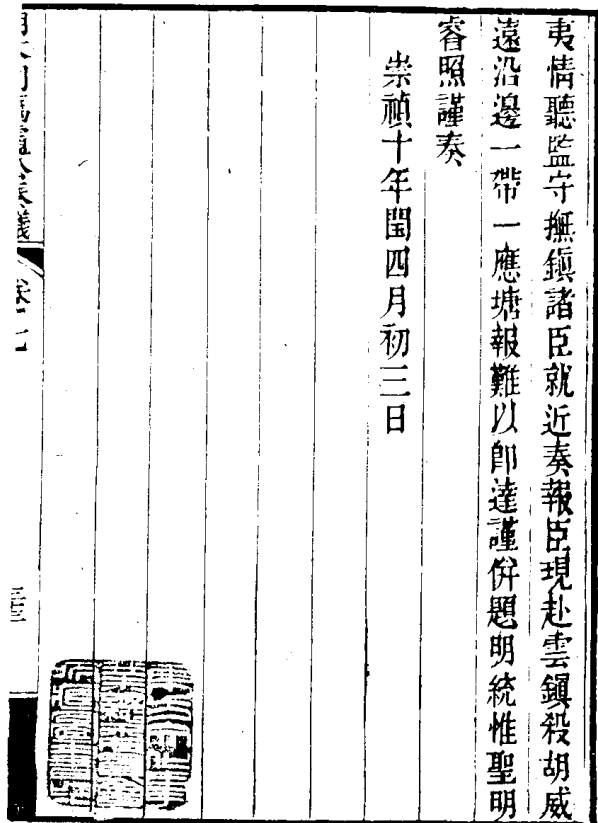 夷情聽監守撫鎮諸臣就近奏報臣現赴雲鎮殺胡威
遠沿邊一帶一應塘報難以卽達謹併題明統惟聖明
睿照謹奏
崇禎十年閏四月初三日